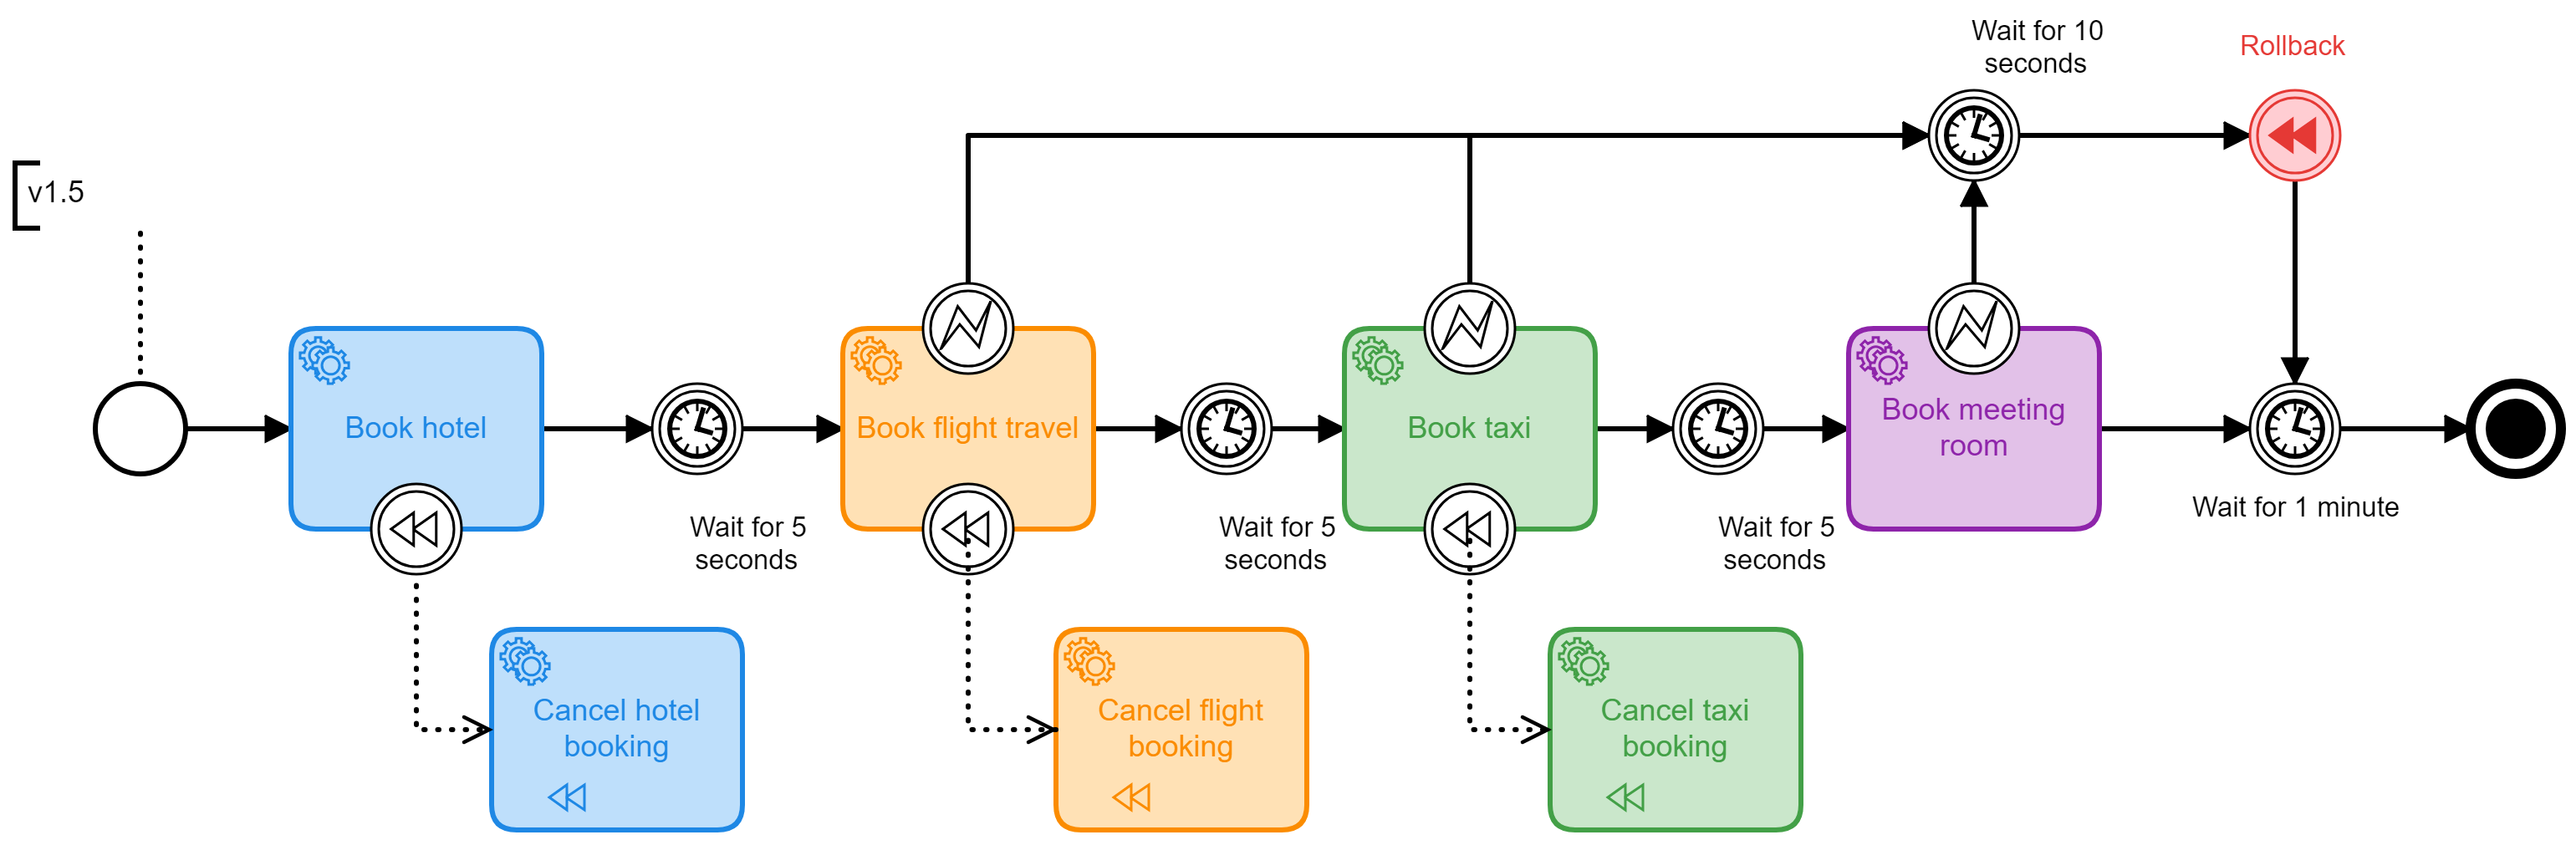 Wait for 10
seconds
Rollback
v1.5
Book hotel
Book flight travel
Book taxi
Book meeting
room
Wait for 5
seconds
Wait for 5
seconds
Wait for 5
seconds
Wait for 1 minute
Cancel hotel
booking
Cancel flight
booking
Cancel taxi
booking